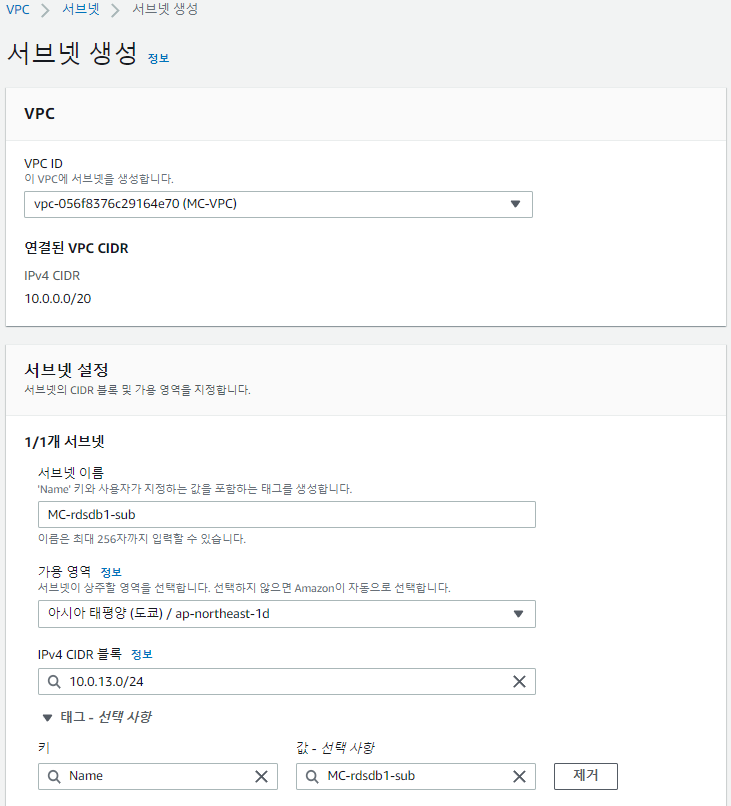 VPC > 서브넷 > 서브넷 생성
서브넷 생성 정보
VPC
VPC ID
이 VPC에 서브넷을 생성합니다.
vpc-056f8376c29164e70 (MC-VPC)
연결된 VPC CIDR
IPv4 CIDR
10.0.0.0/20
서브넷 설정
서브넷의 CIDR 블록 및 가용 영역을 지정합니다.
1/1개 서브넷
서브넷 이름
'Name' 키와 사용자가 지정하는 값을 포함하는 태그를 생성합니다.
MC-rdsdb1-sub
이름은 최대 256자까지 입력할 수 있습니다.
가용 영역 정보
서브넷이 상주할 영역을 선택합니다. 선택하지 않으면 Amazon이 자동으로 선택합니다.
아시아 태평양 (도쿄) / ap-northeast-1d
IPv4 CIDR 블록 정보
10.0.13.0/24
태그 - 선택 사항
키 값 - 선택 사항
Name MC-rdsdb1-sub 제거